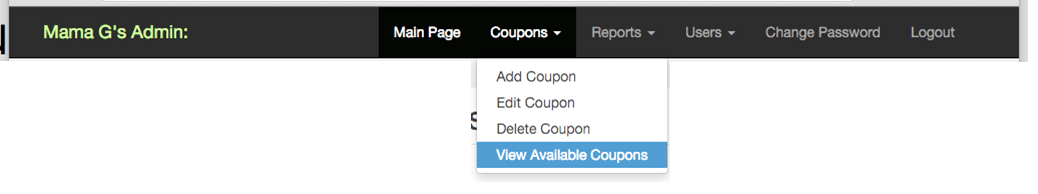 Mama G's Admin: Main Page Coupons Reports Users Change Password Logout
Add Coupon
Edit Coupon
Delete Coupon
View Available Coupons